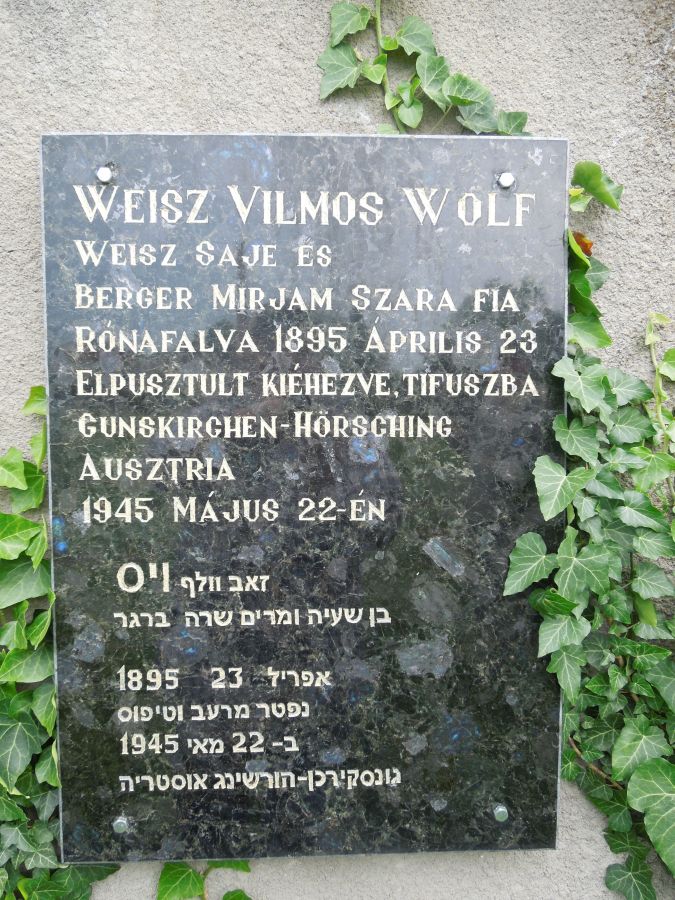 WEISZ VILMOS WOLF
WEISZ SAJE ES
BERGER MIRJAM SZARA FIA
RÓNAFALVA 1895 ÁPRILIS 23
ELPUSZTULT KIÉHEZVE, TIFUSZBA
GUNSKIRCHEN-HÖRSCHING
AUSZTRIA
1945 MÁJUS 22-ÉN
וויס זאב וולף
בן שעיה ומרים שרה ברגר
1895 23 אפריל
נפטר מרעב וטיפוס
ב-22 מאי 1945
גונסקירכן-הורשינג אוסטריה